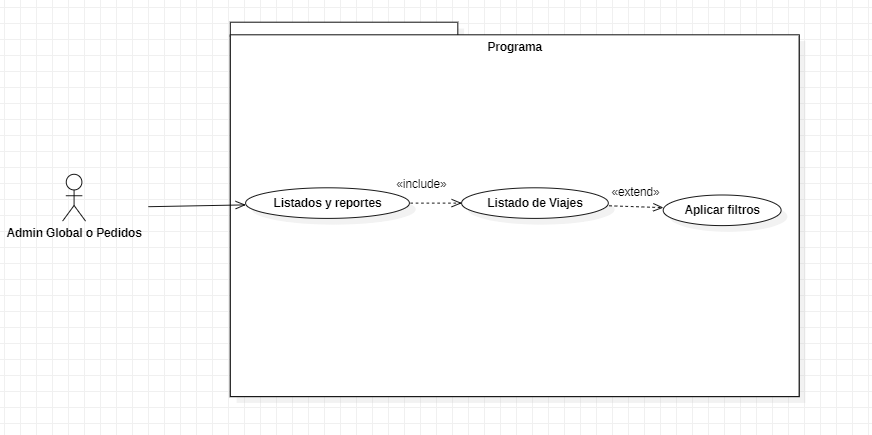 Programa
«include»
«extend»
Listados y reportes
Listado de Viajes
Aplicar filtros
Admin Global o Pedidos